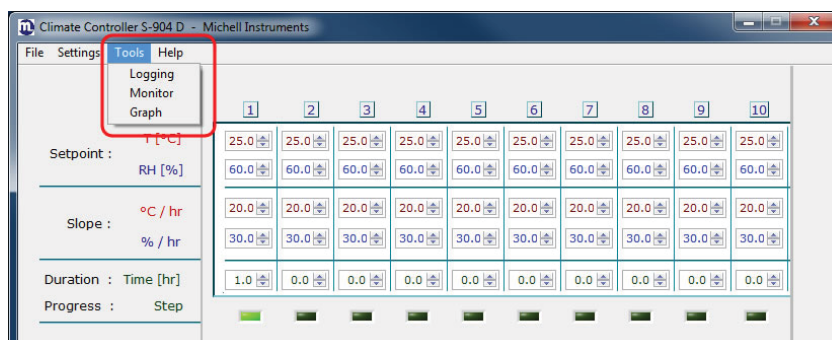 Climate Controller S-904 D - Michell Instruments
File Settings Tools Help
Logging
Monitor
Graph
1 2 3 4 5 6 7 8 9 10
T [°C] 25.0 25.0 25.0 25.0 25.0 25.0 25.0 25.0 25.0 25.0
Setpoint :
RH [%] 60.0 60.0 60.0 60.0 60.0 60.0 60.0 60.0 60.0 60.0
°C / hr 20.0 20.0 20.0 20.0 20.0 20.0 20.0 20.0 20.0 20.0
Slope :
% / hr 30.0 30.0 30.0 30.0 30.0 30.0 30.0 30.0 30.0 30.0
Duration : Time [hr] 1.0 0.0 0.0 0.0 0.0 0.0 0.0 0.0 0.0 0.0
Progress : Step